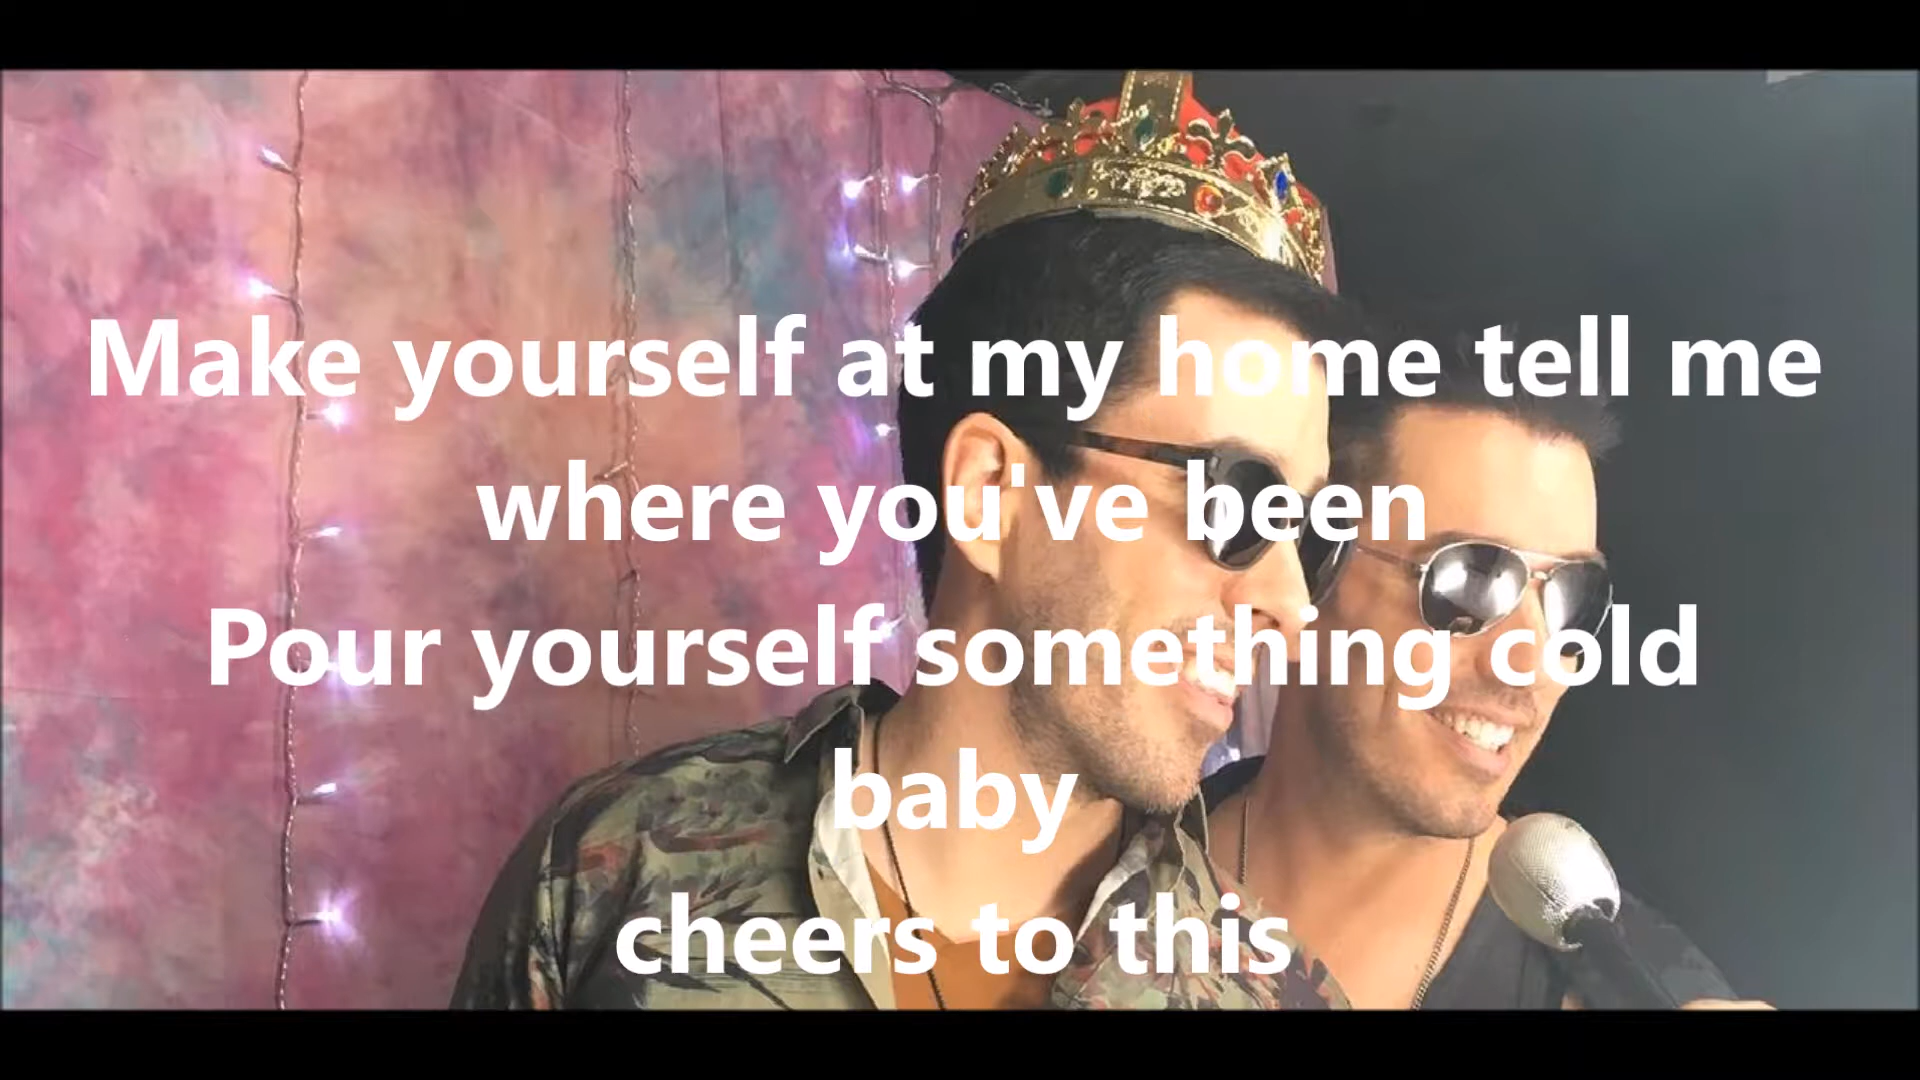 Make yourself at my home tell me
where you've been
Pour yourself something cold
baby
cheers to this